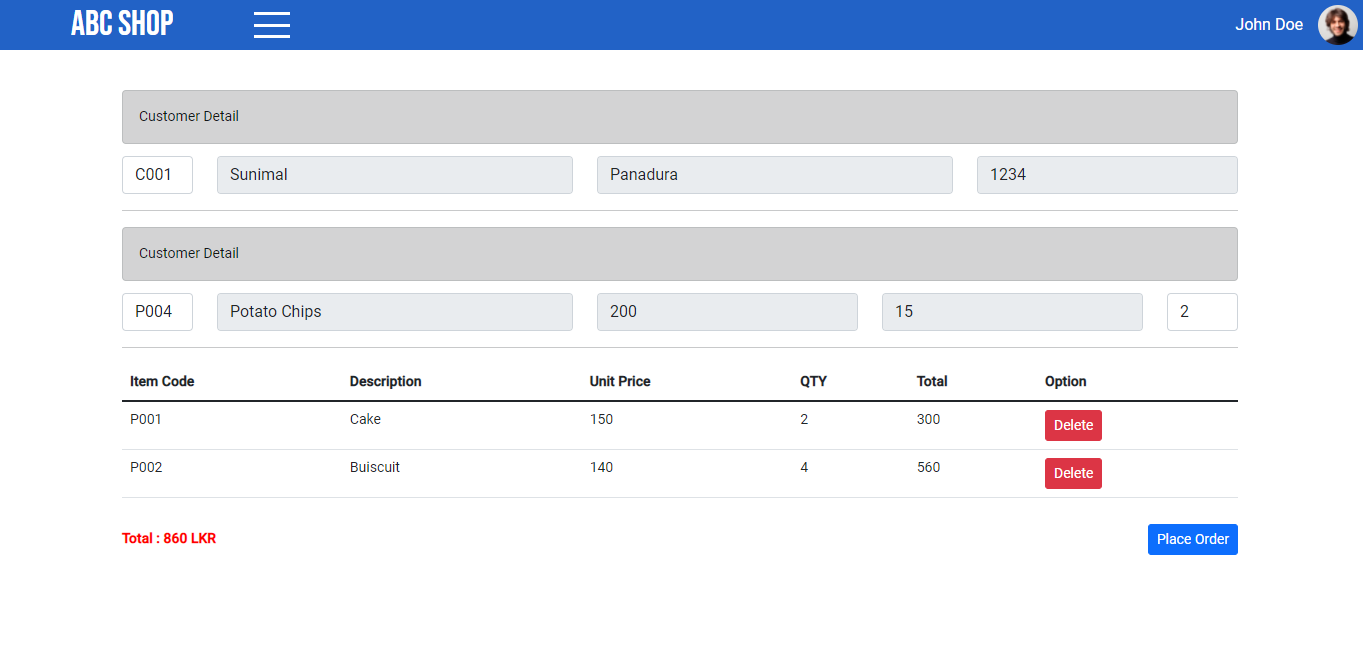 ABC SHOP John Doe
Customer Detail
C001 Sunimal Panadura 1234
Customer Detail
P004 Potato Chips 200 15 2
Item Code Description Unit Price QTY Total Option
P001 Cake 150 2 300 Delete
P002 Buiscuit 140 4 560 Delete
Total : 860 LKR Place Order